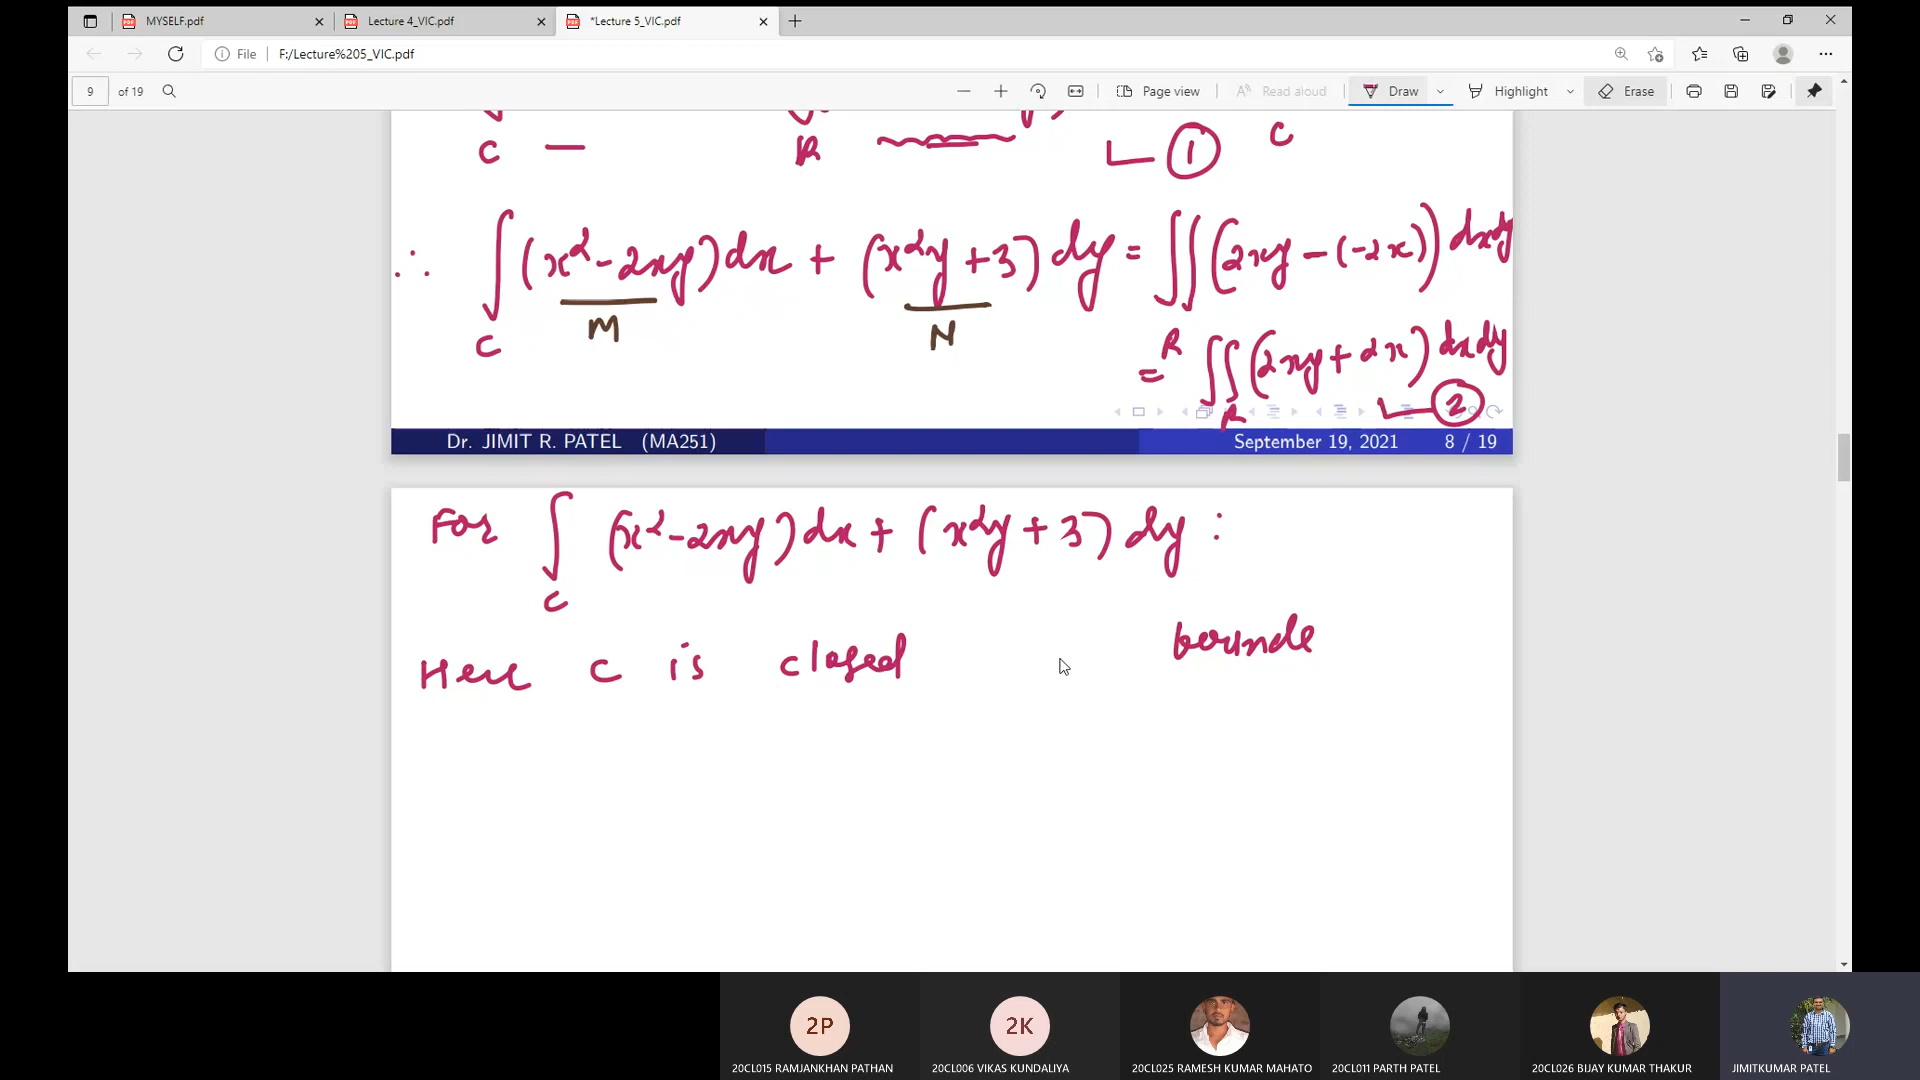 MYSELF.pdf
Lecture 4_VIC.pdf
*Lecture 5_VIC.pdf
File
F:/Lecture%205_VIC.pdf
9 of 19
Page view
Read aloud
Draw
Highlight
Erase
C R ① C
∴ ∫ (x²-2xy)dx + (x²y+3)dy = ∬ (2xy-(-2x)) dxdy
C M N R
= ∬ (2xy+2x) dxdy
R ②
Dr. JIMIT R. PATEL (MA251) September 19, 2021 8 / 19
For ∫ (x²-2xy)dx + (x²y+3) dy :
C
Here C is closed bounde
2P 2K
20CL015 RAMJANKHAN PATHAN
20CL006 VIKAS KUNDALIYA
20CL025 RAMESH KUMAR MAHATO
20CL011 PARTH PATEL
20CL026 BIJAY KUMAR THAKUR
JIMITKUMAR PATEL